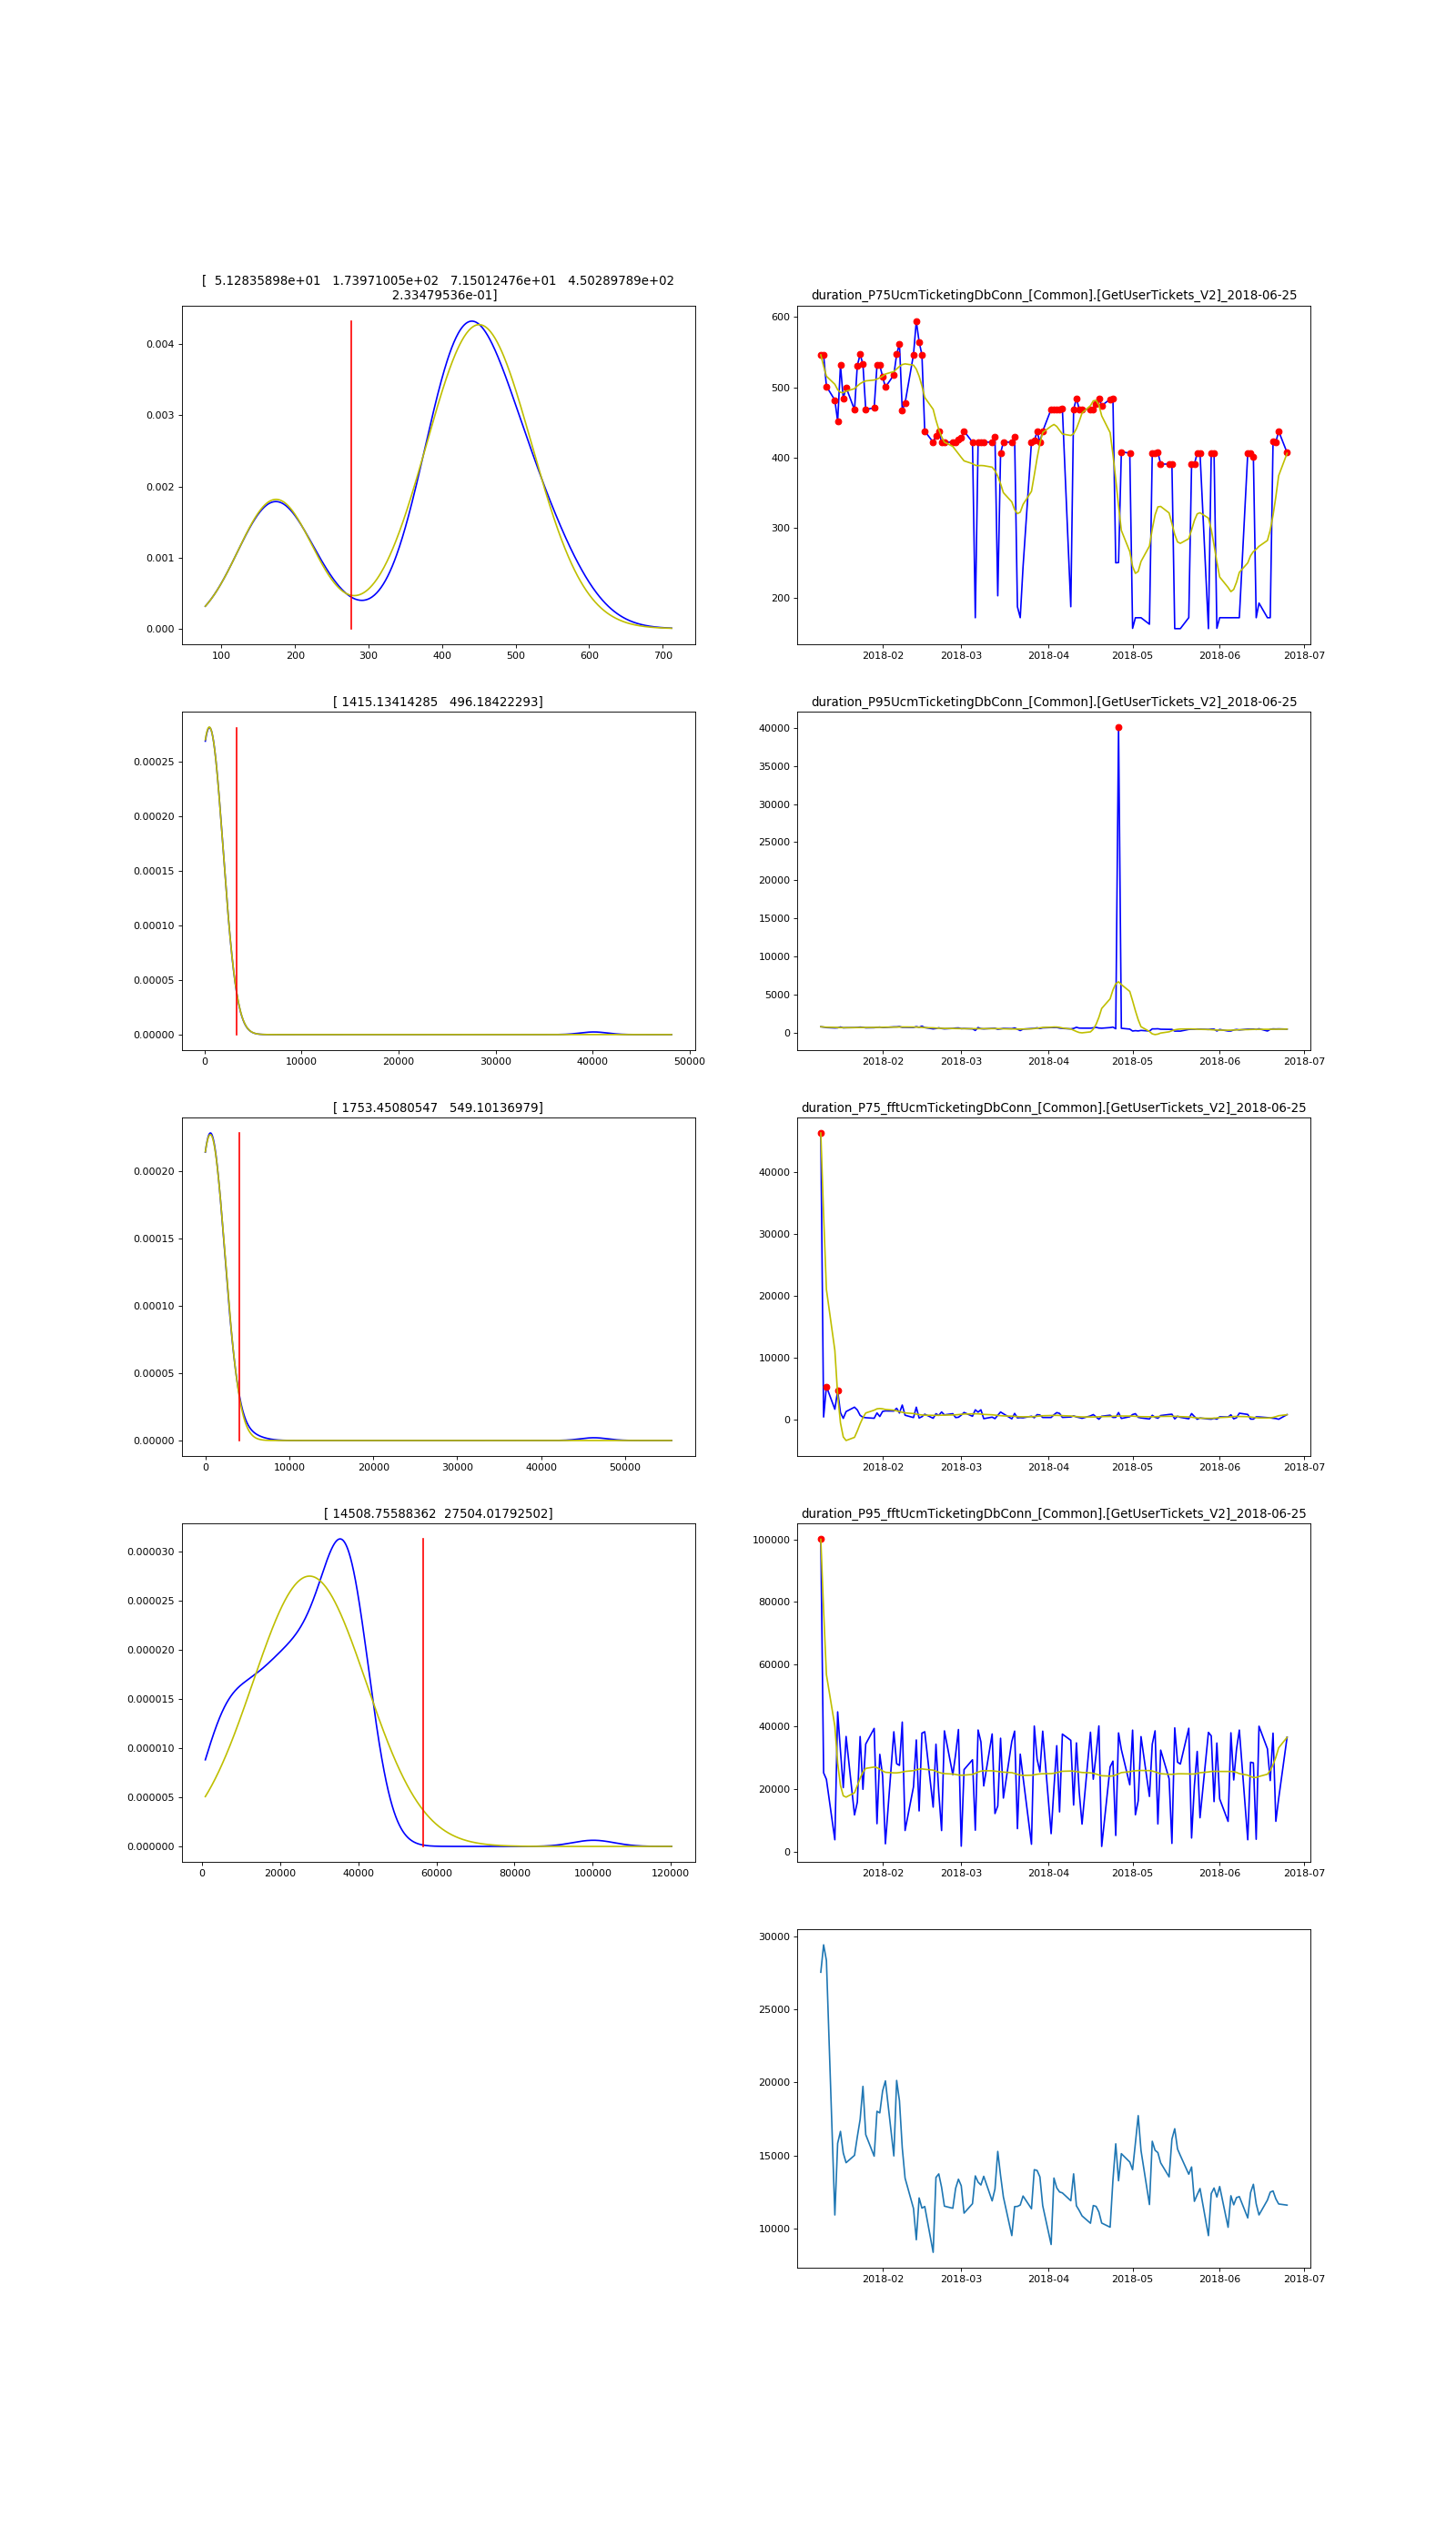 [  5.12835898e+01   1.73971005e+02   7.15012476e+01   4.50289789e+02
2.33479536e-01]
0.004
0.003
0.002
0.001
0.000
100 200 300 400 500 600 700
duration_P75UcmTicketingDbConn_[Common].[GetUserTickets_V2]_2018-06-25
600
500
400
300
200
2018-02 2018-03 2018-04 2018-05 2018-06 2018-07
[ 1415.13414285   496.18422293]
0.00025
0.00020
0.00015
0.00010
0.00005
0.00000
0 10000 20000 30000 40000 50000
duration_P95UcmTicketingDbConn_[Common].[GetUserTickets_V2]_2018-06-25
40000
35000
30000
25000
20000
15000
10000
5000
0
2018-02 2018-03 2018-04 2018-05 2018-06 2018-07
[ 1753.45080547   549.10136979]
0.00020
0.00015
0.00010
0.00005
0.00000
0 10000 20000 30000 40000 50000
duration_P75_fftUcmTicketingDbConn_[Common].[GetUserTickets_V2]_2018-06-25
40000
30000
20000
10000
0
2018-02 2018-03 2018-04 2018-05 2018-06 2018-07
[ 14508.75588362  27504.01792502]
0.000030
0.000025
0.000020
0.000015
0.000010
0.000005
0.000000
0 20000 40000 60000 80000 100000 120000
duration_P95_fftUcmTicketingDbConn_[Common].[GetUserTickets_V2]_2018-06-25
100000
80000
60000
40000
20000
0
2018-02 2018-03 2018-04 2018-05 2018-06 2018-07
30000
25000
20000
15000
10000
2018-02 2018-03 2018-04 2018-05 2018-06 2018-07